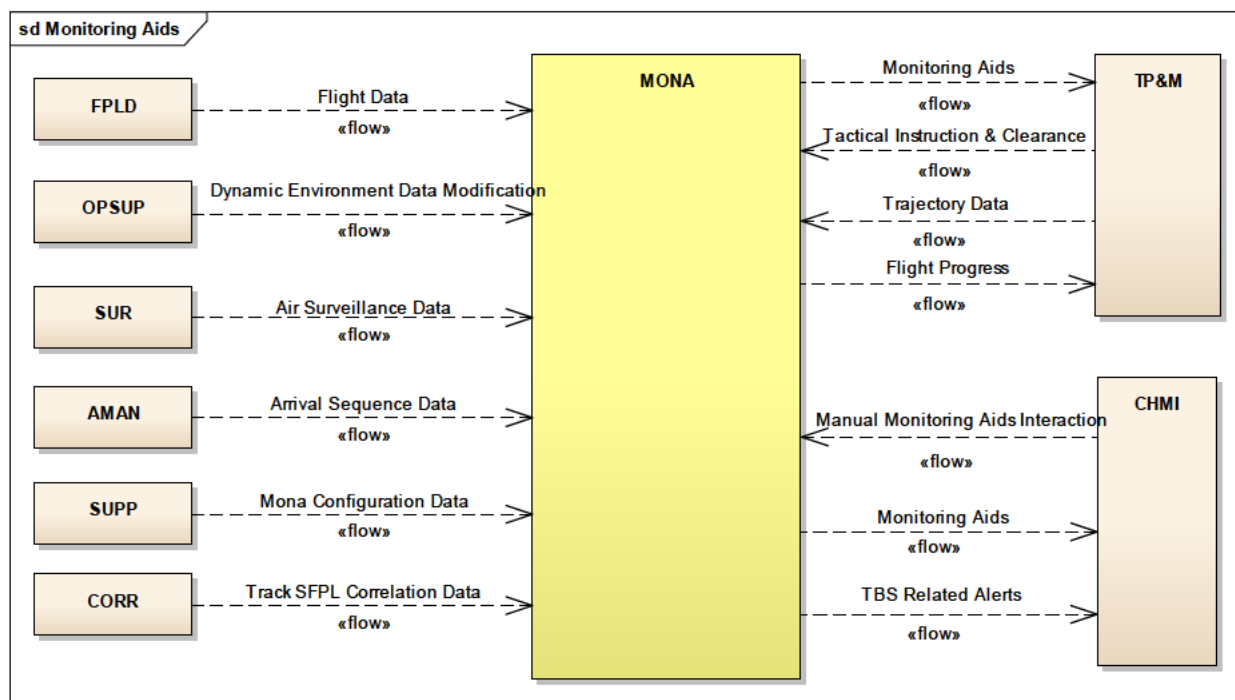 sd Monitoring Aids
FPLD
Flight Data
«flow»
OPSUP
Dynamic Environment Data Modification
«flow»
SUR
Air Surveillance Data
«flow»
AMAN
Arrival Sequence Data
«flow»
SUPP
Mona Configuration Data
«flow»
CORR
Track SFPL Correlation Data
«flow»
MONA
Monitoring Aids
«flow»
Tactical Instruction & Clearance
«flow»
Trajectory Data
«flow»
Flight Progress
«flow»
TP&M
Manual Monitoring Aids Interaction
«flow»
Monitoring Aids
«flow»
TBS Related Alerts
«flow»
CHMI